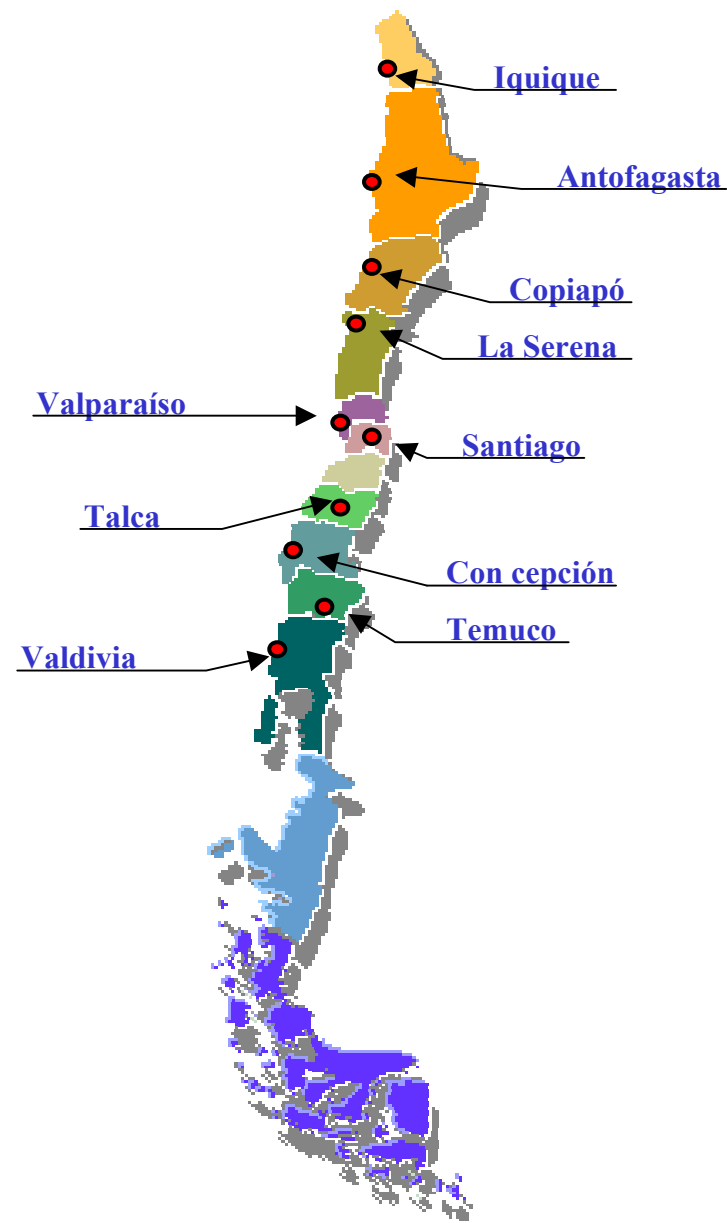 Iquique
Antofagasta
Copiapó
La Serena
Valparaíso
Santiago
Talca
Con cepción
Temuco
Valdivia